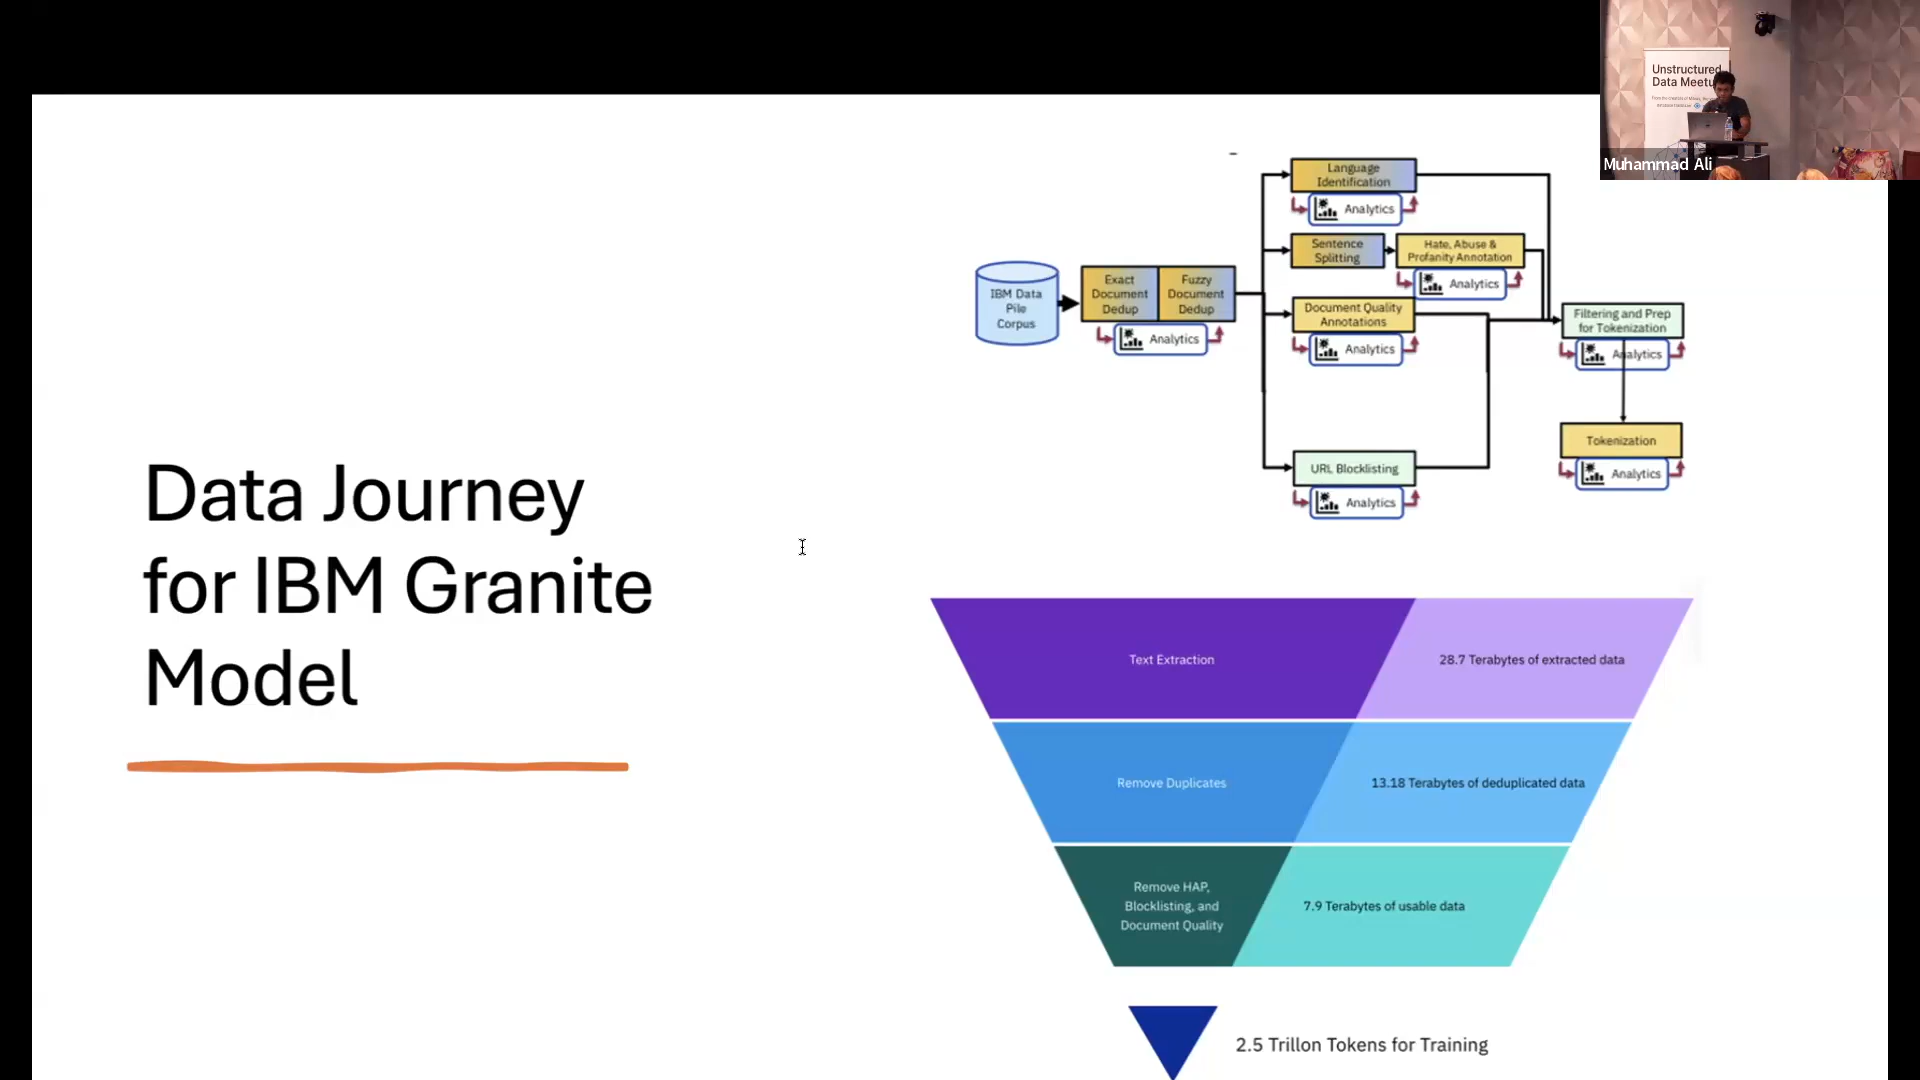 Unstructured
Data Meetu
Muhammad Ali
Data Journey
for IBM Granite
Model
IBM Data
Pile
Corpus
Exact
Document
Dedup
Fuzzy
Document
Dedup
Analytics
Language
Identification
Analytics
Sentence
Splitting
Hate, Abuse &
Profanity Annotation
Analytics
Document Quality
Annotations
Analytics
URL Blocklisting
Analytics
Filtering and Prep
for Tokenization
Analytics
Tokenization
Analytics
Text Extraction
28.7 Terabytes of extracted data
Remove Duplicates
13.18 Terabytes of deduplicated data
Remove HAP,
Blocklisting, and
Document Quality
7.9 Terabytes of usable data
2.5 Trillon Tokens for Training